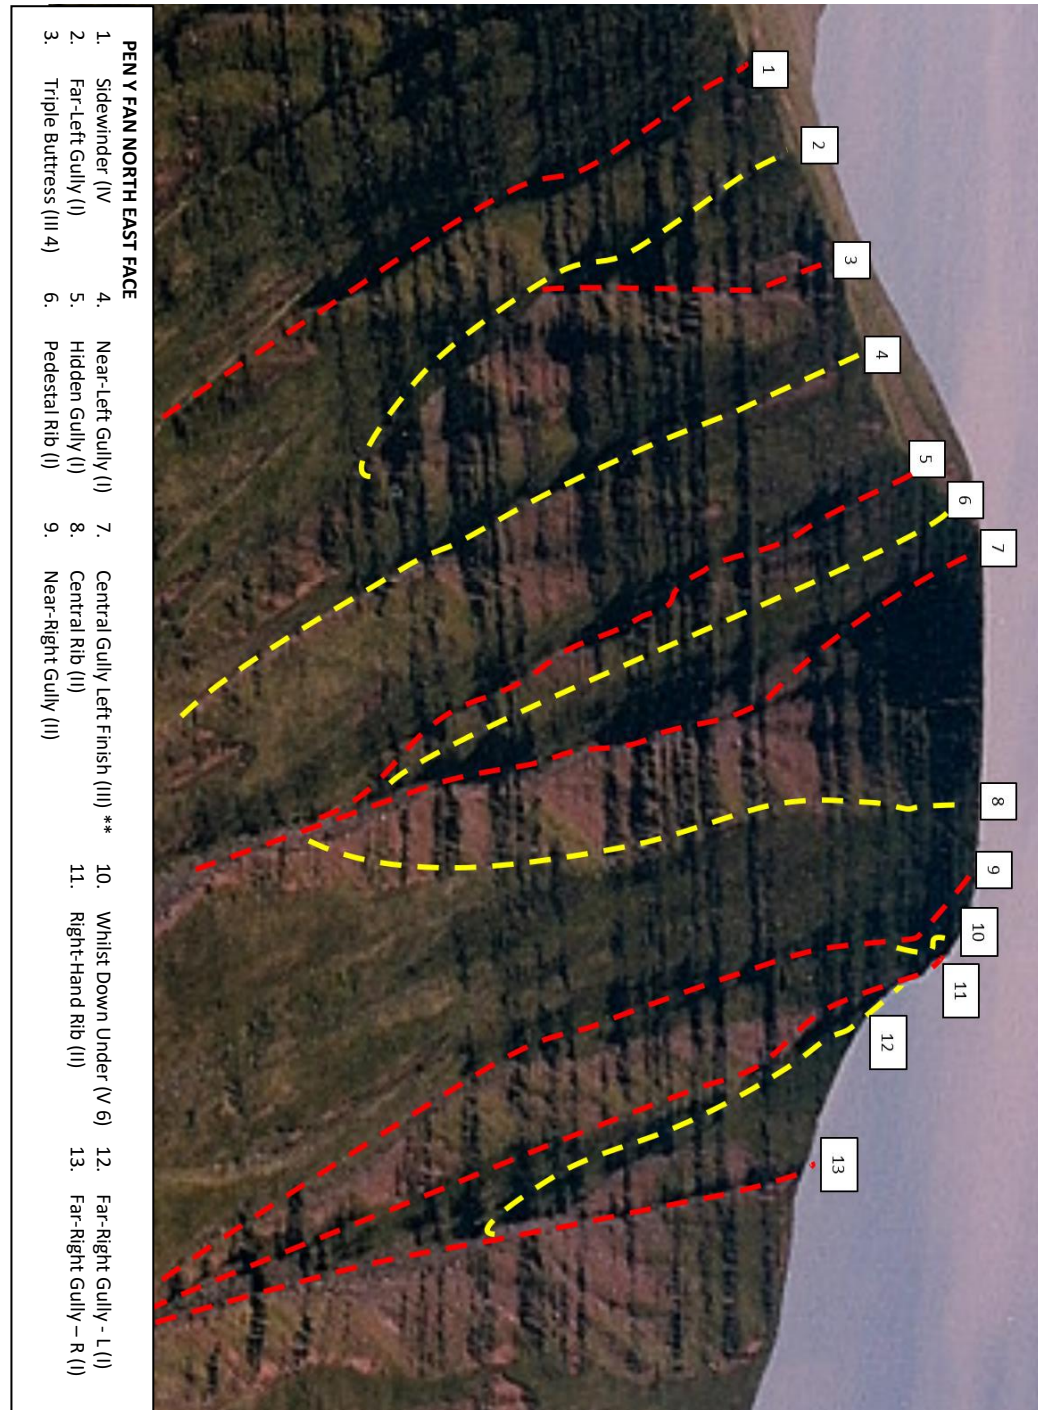 1
2
3
4
5
6
7
8
9
10
11
12
13
PEN Y FAN NORTH EAST FACE
1. Sidewinder (IV
2. Far-Left Gully (I)
3. Triple Buttress (III 4)
4. Near-Left Gully (I)
5. Hidden Gully (I)
6. Pedestal Rib (I)
7. Central Gully Left Finish (III) **
8. Central Rib (II)
9. Near-Right Gully (II)
10. Whilst Down Under (V 6)
11. Right-Hand Rib (II)
12. Far-Right Gully - L (I)
13. Far-Right Gully – R (I)